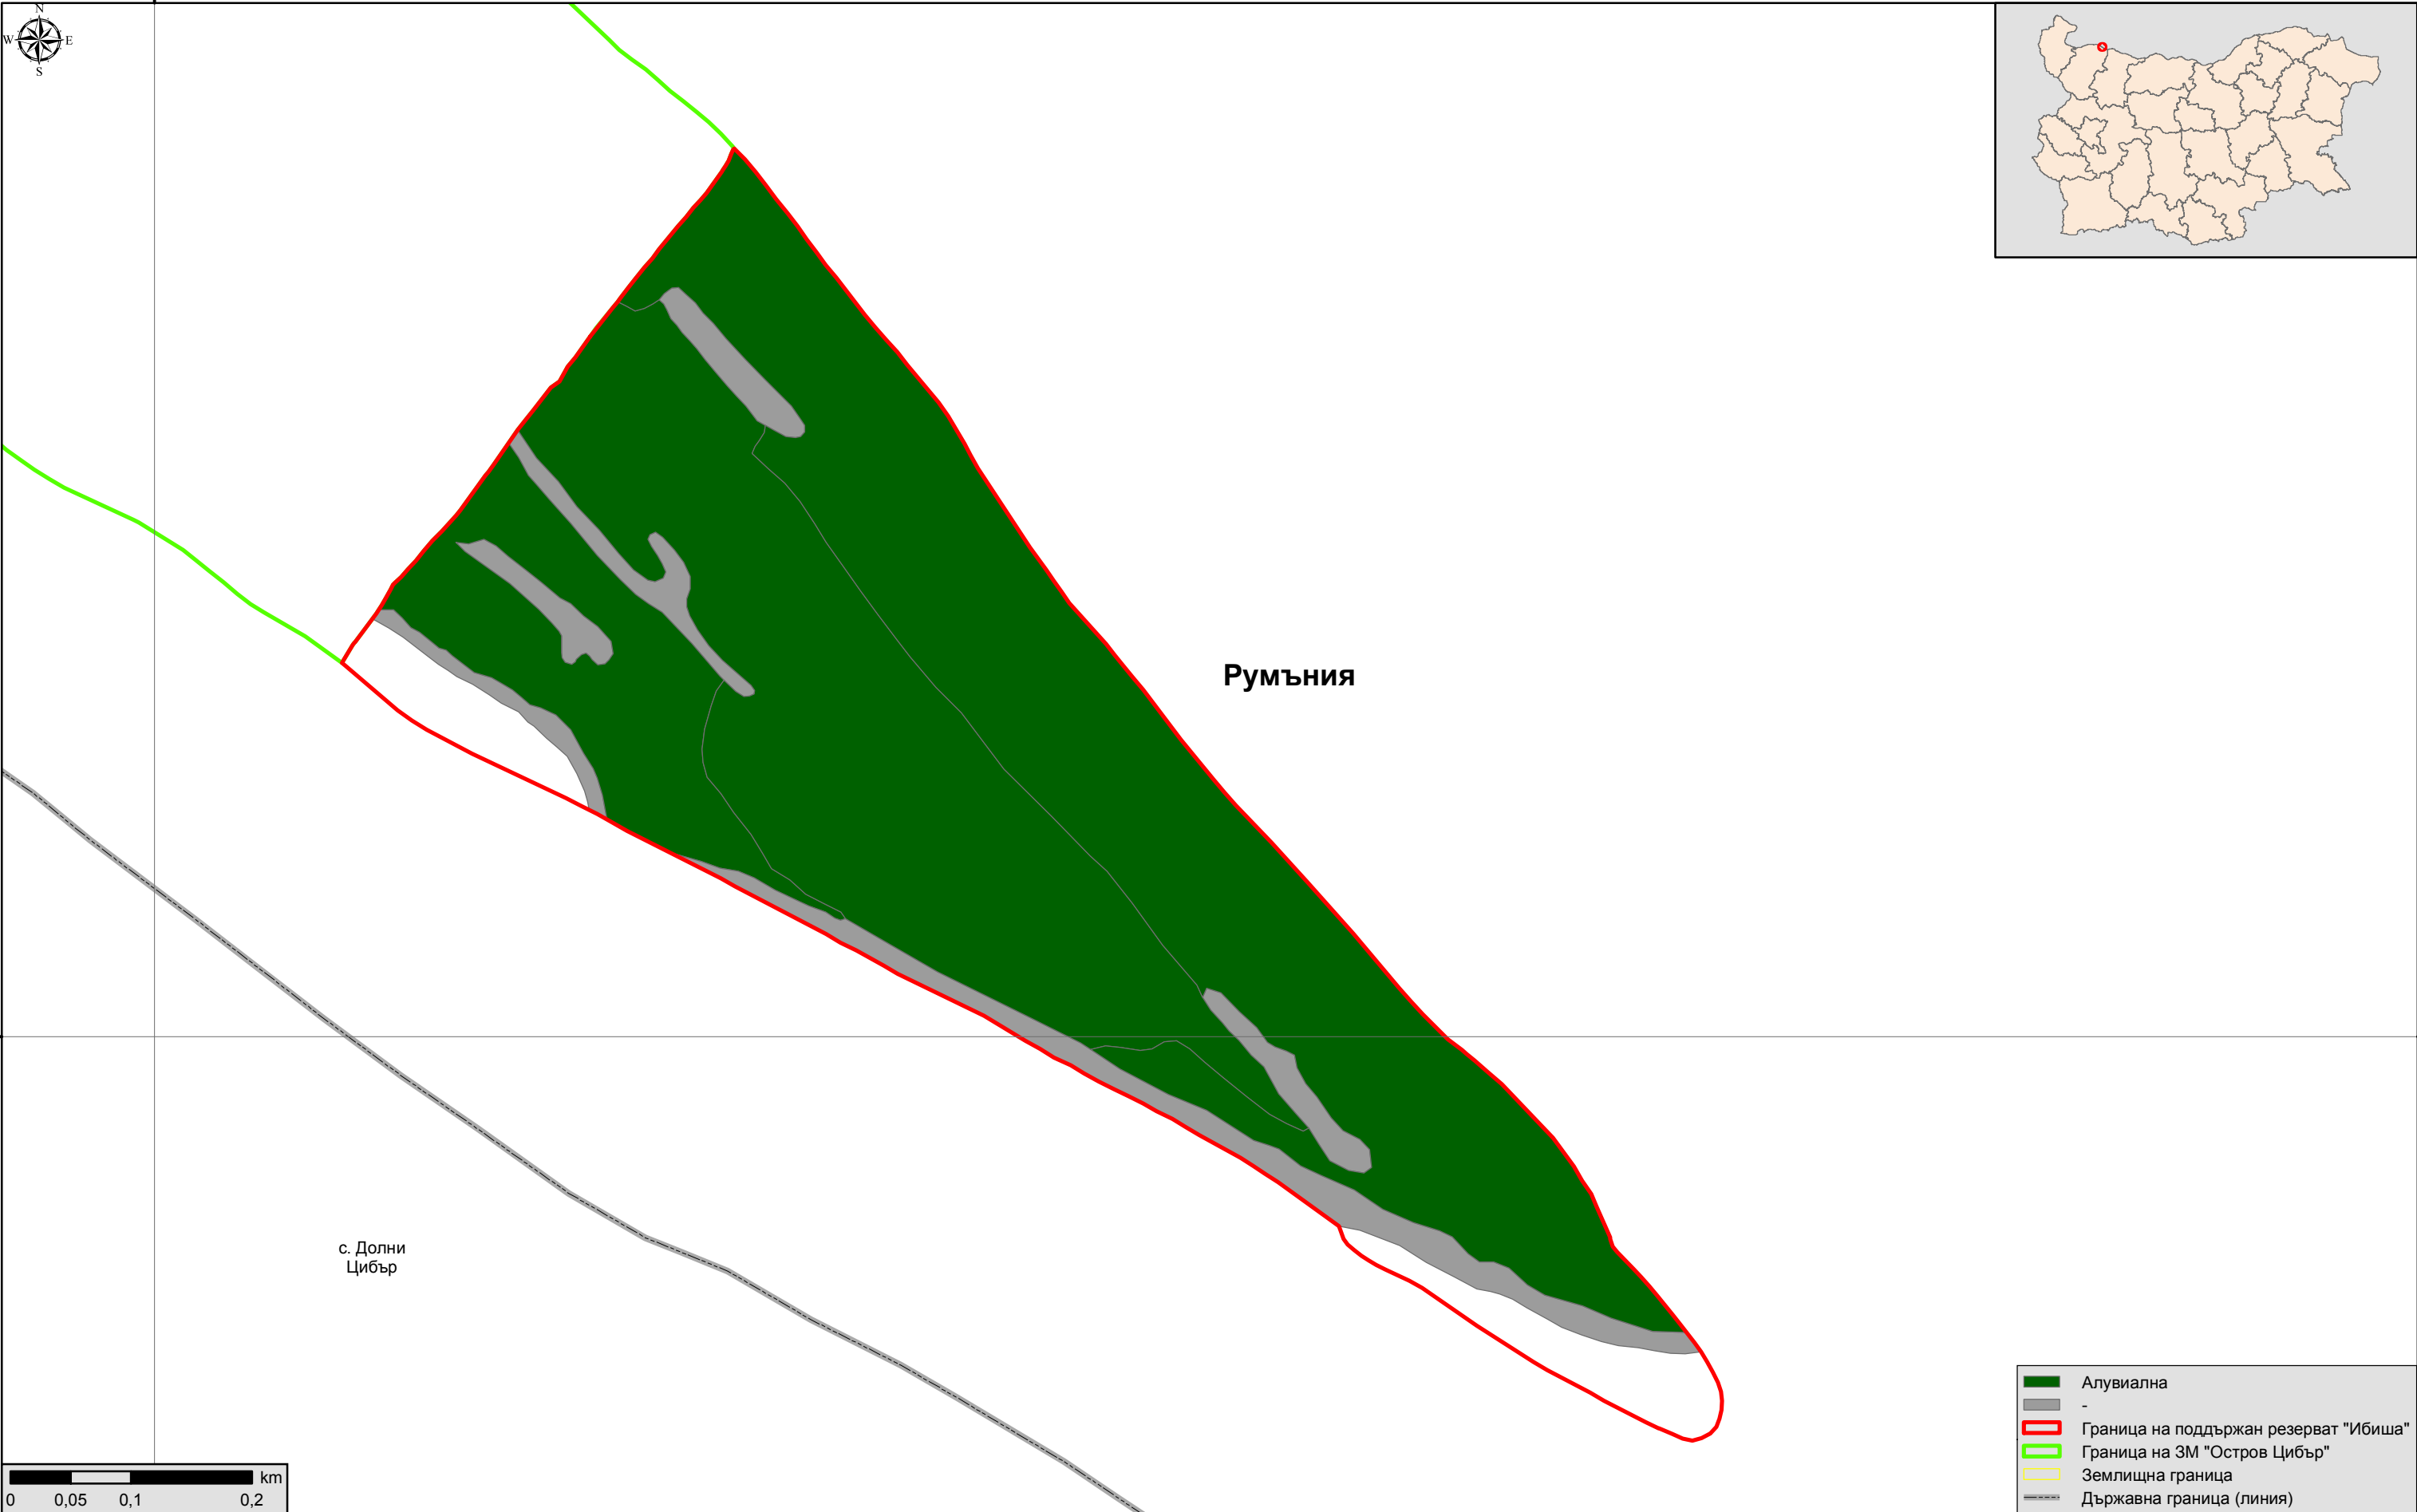 N
W E
S
Румъния
с. Долни
Цибър
Алувиална
-
Граница на поддържан резерват "Ибиша"
Граница на ЗМ "Остров Цибър"
Землищна граница
Държавна граница (линия)
km
0 0,05 0,1 0,2